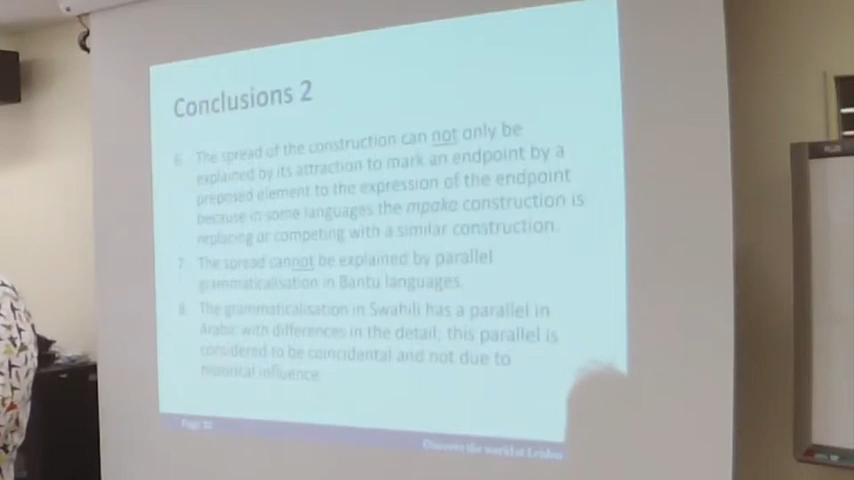 Conclusions 2
6. The spread of the construction can not only be
explained by its attraction to mark an endpoint by a
preposed element to the expression of the endpoint
because in some languages the mpaka construction is
replacing or competing with a similar construction.
7. The spread cannot be explained by parallel
grammaticalisation in Bantu languages.
8. The grammaticalisation in Swahili has a parallel in
Arabic with differences in the detail; this parallel is
considered to be coincidental and not due to
historical influence
Page
Discover the world at Leiden
PLUS